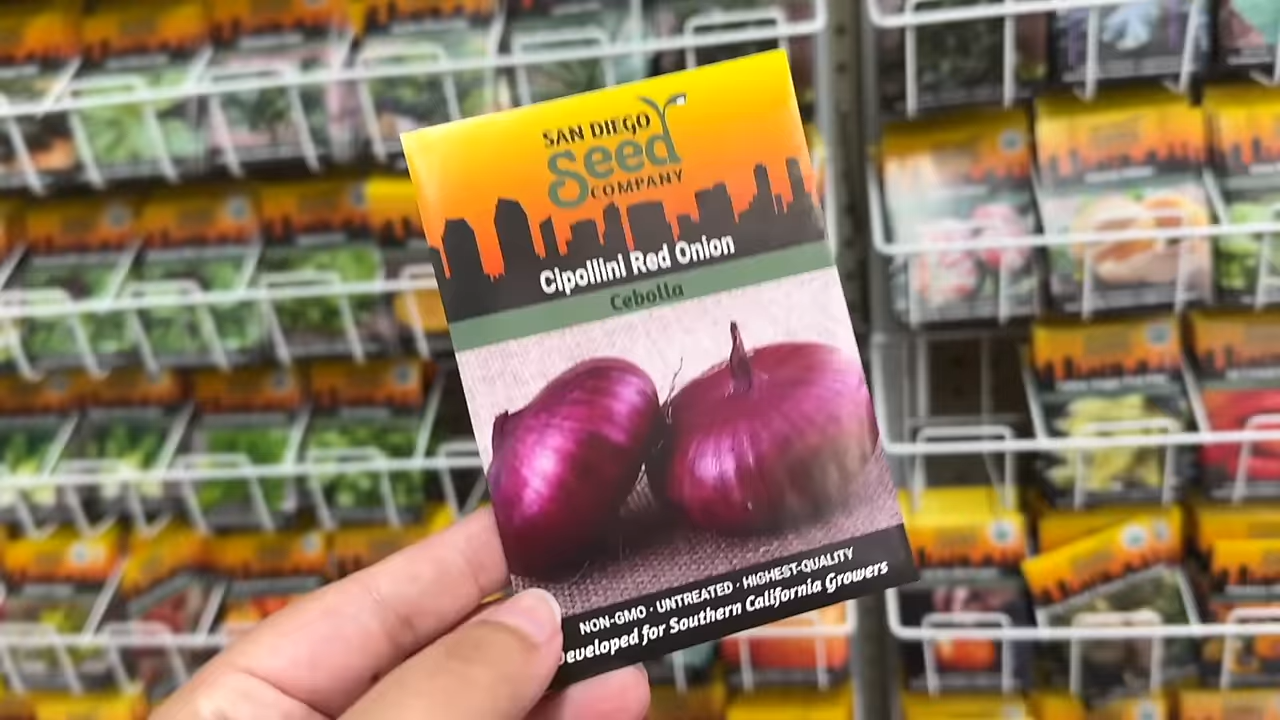 SAN DIEGO
Seed
COMPANY
Cipollini Red Onion
Cebolla
NON-GMO · UNTREATED · HIGHEST-QUALITY
Developed for Southern California Growers